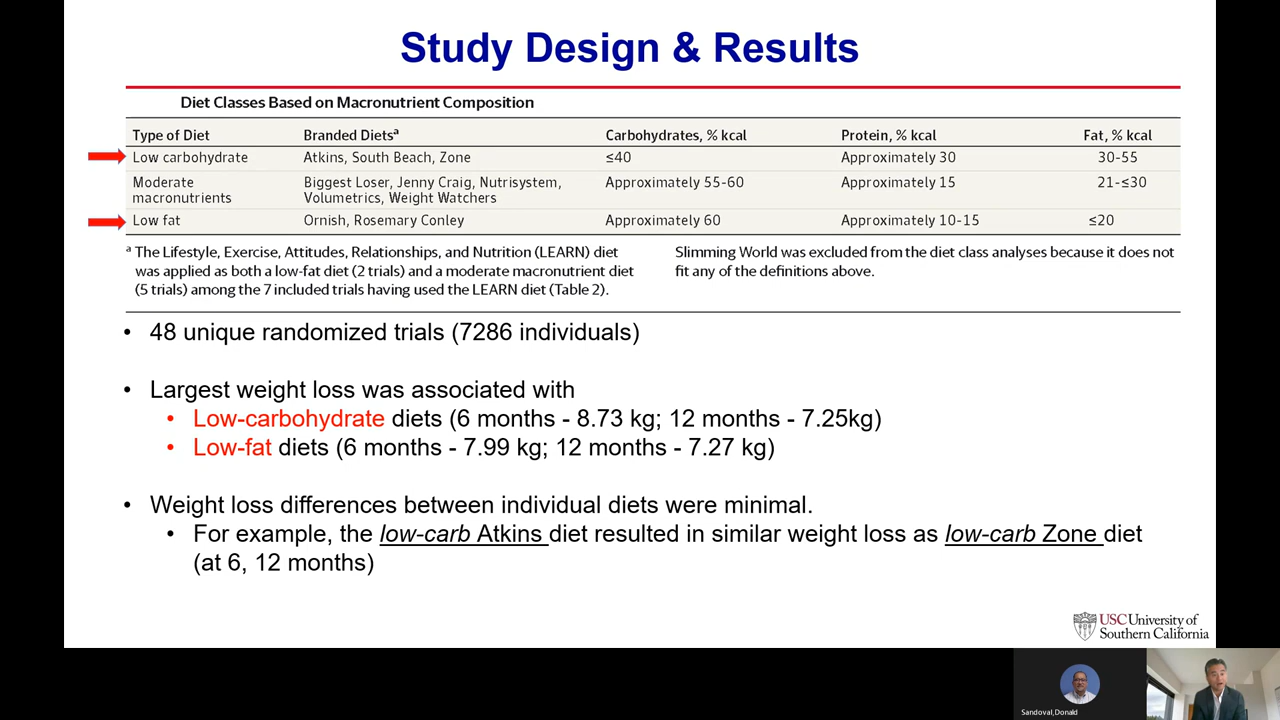 Study Design & Results
Diet Classes Based on Macronutrient Composition
Type of Diet Branded Dietsª Carbohydrates, % kcal Protein, % kcal Fat, % kcal
Low carbohydrate Atkins, South Beach, Zone ≤40 Approximately 30 30-55
Moderate macronutrients Biggest Loser, Jenny Craig, Nutrisystem, Volumetrics, Weight Watchers Approximately 55-60 Approximately 15 21-≤30
Low fat Ornish, Rosemary Conley Approximately 60 Approximately 10-15 ≤20
ª The Lifestyle, Exercise, Attitudes, Relationships, and Nutrition (LEARN) diet
was applied as both a low-fat diet (2 trials) and a moderate macronutrient diet
(5 trials) among the 7 included trials having used the LEARN diet (Table 2).
Slimming World was excluded from the diet class analyses because it does not
fit any of the definitions above.
• 48 unique randomized trials (7286 individuals)
• Largest weight loss was associated with
• Low-carbohydrate diets (6 months - 8.73 kg; 12 months - 7.25kg)
• Low-fat diets (6 months - 7.99 kg; 12 months - 7.27 kg)
• Weight loss differences between individual diets were minimal.
• For example, the low-carb Atkins diet resulted in similar weight loss as low-carb Zone diet
(at 6, 12 months)
USC University of
Southern California
Sandoval,Donald